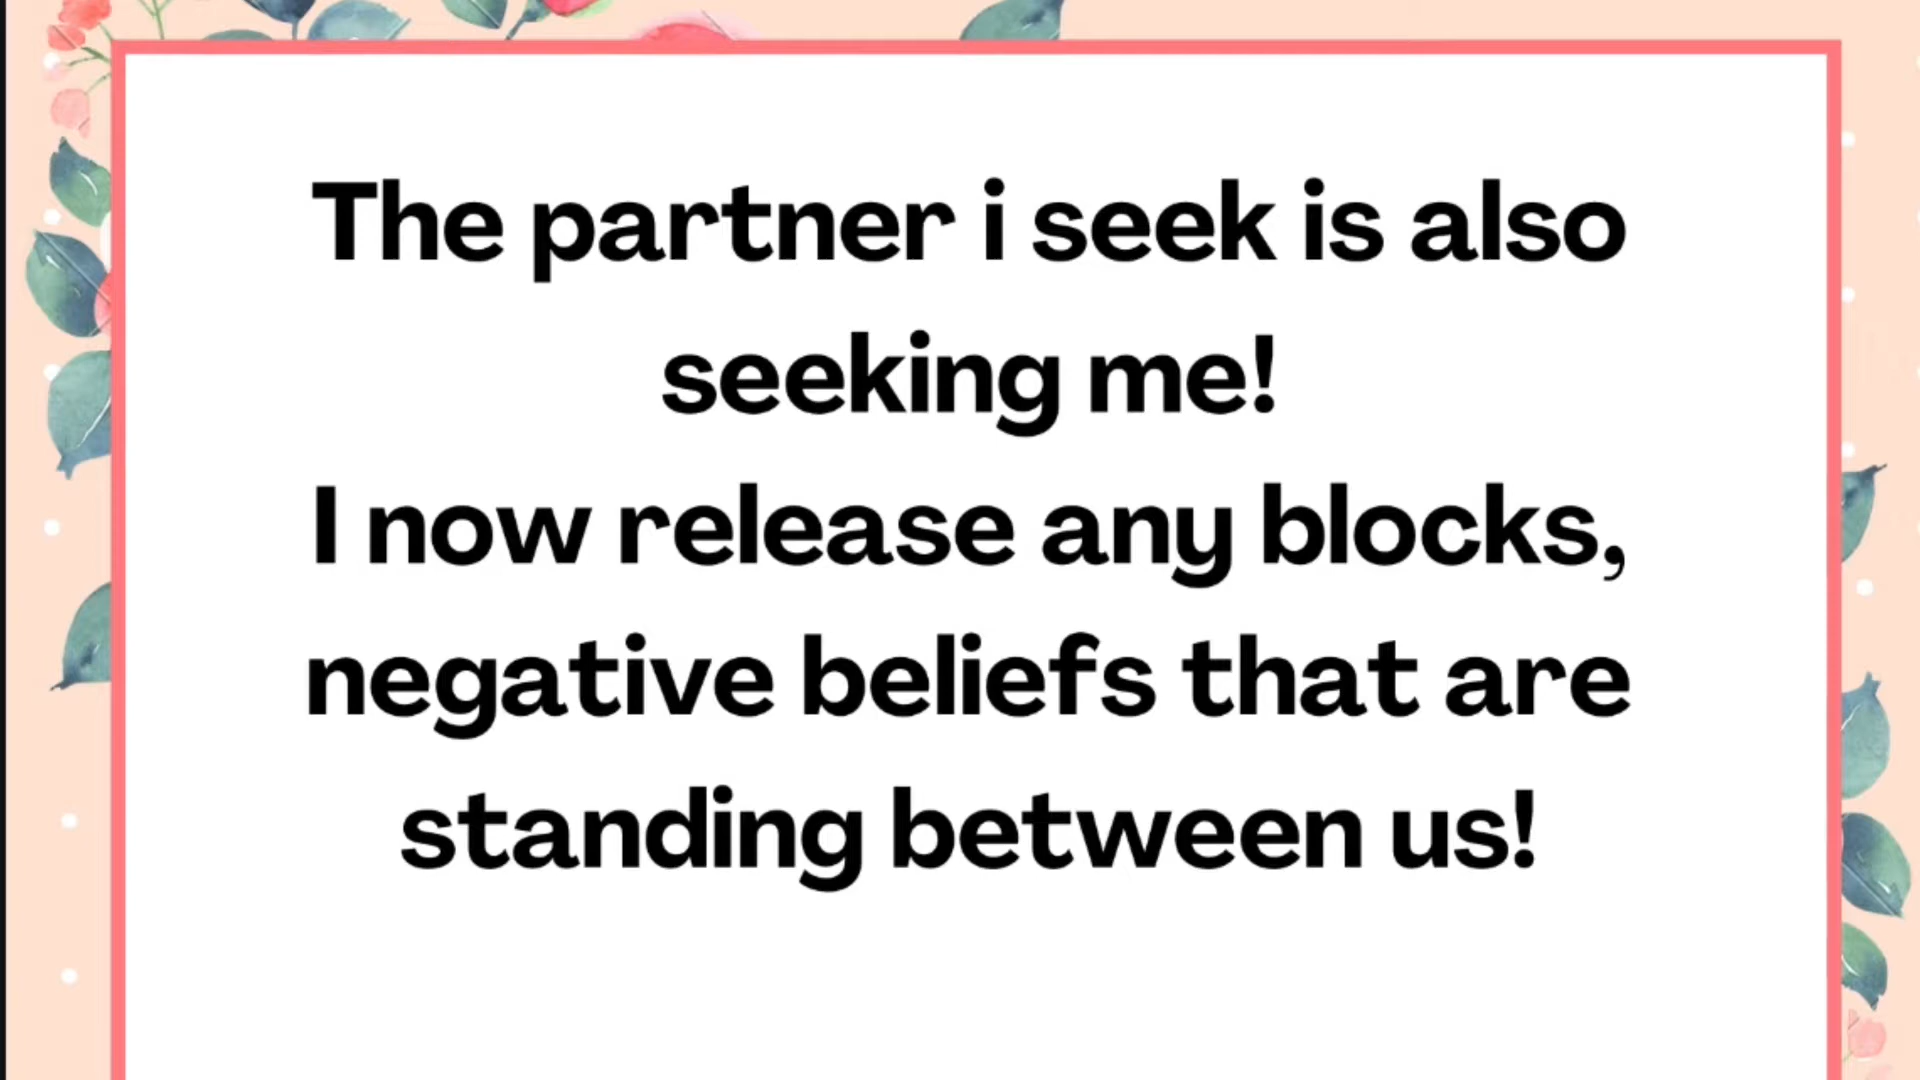 The partner i seek is also
seeking me!
I now release any blocks,
negative beliefs that are
standing between us!